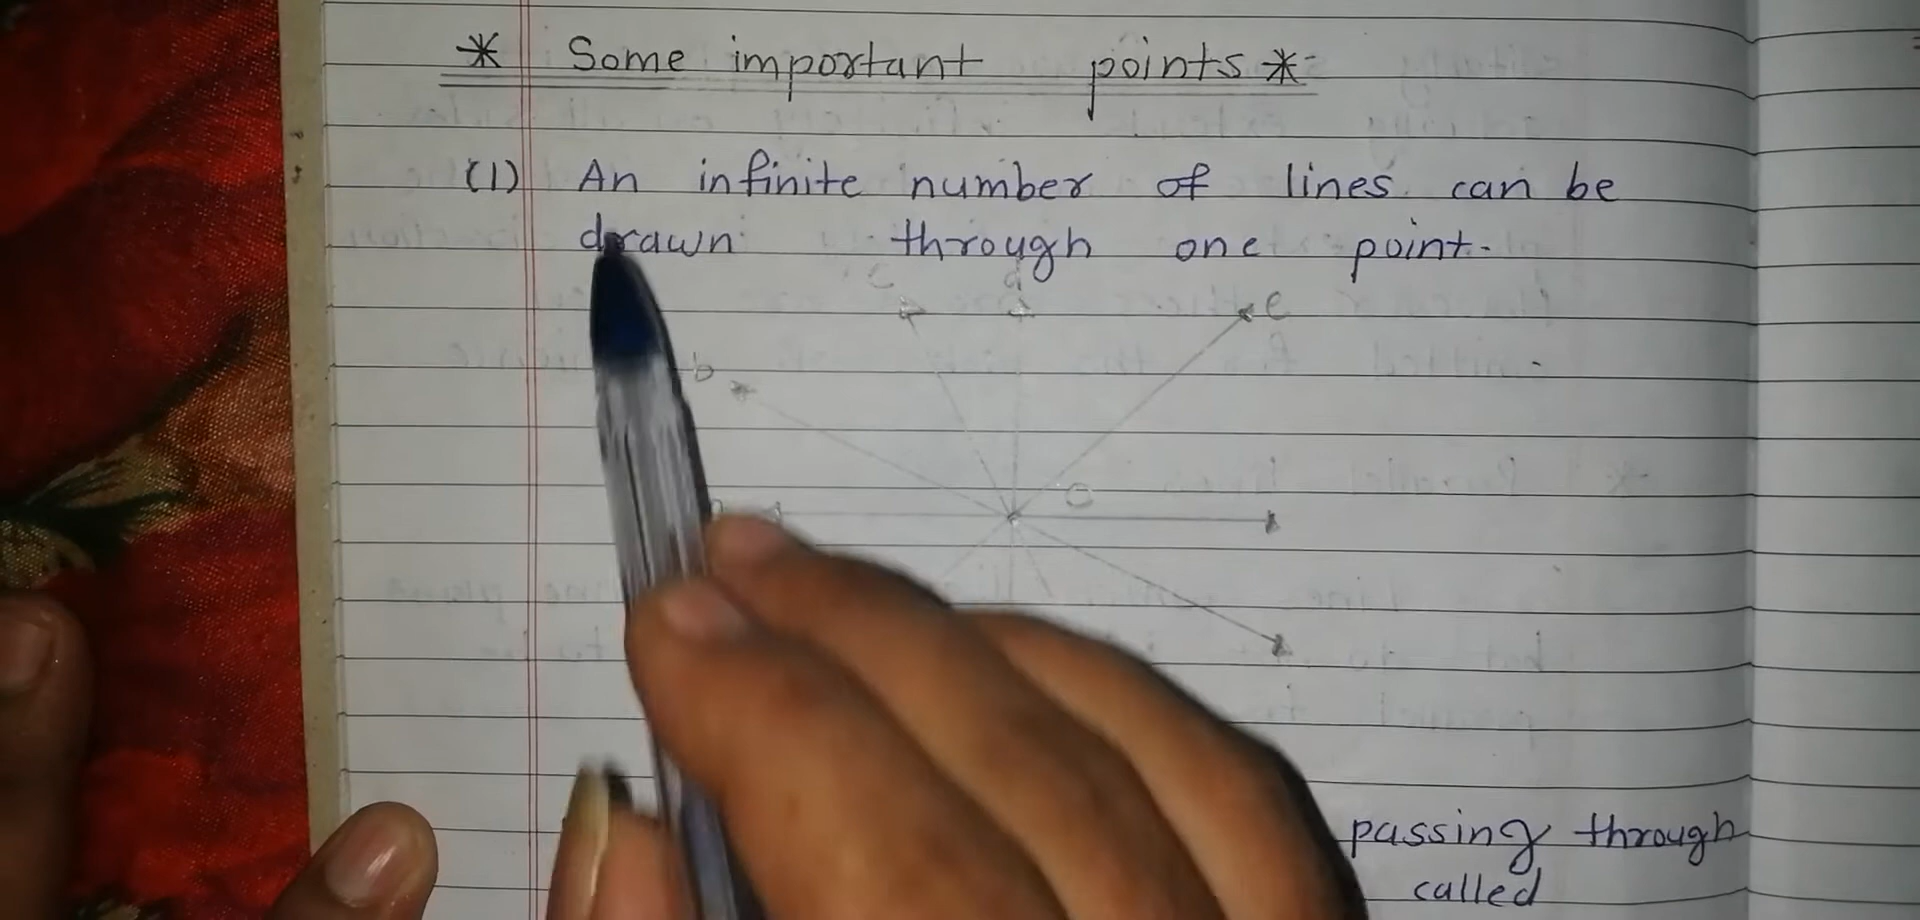 * Some important points *
(1) An infinite number of lines can be
drawn through one point.
c d e
b
O
passing through
called